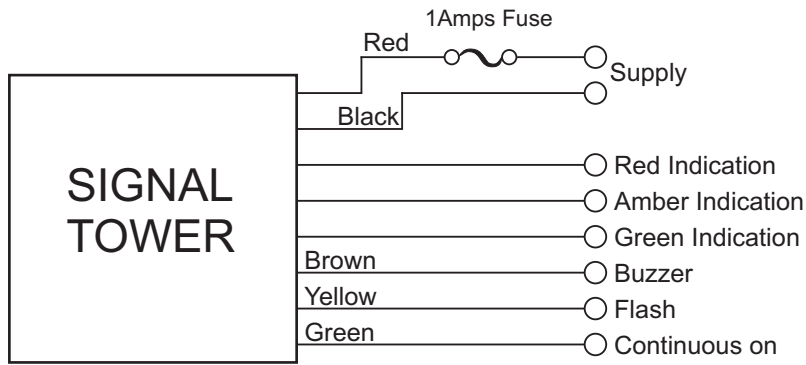 1Amps Fuse
Red
Supply
Black
SIGNAL
TOWER
Red Indication
Amber Indication
Green Indication
Brown
Buzzer
Yellow
Flash
Green
Continuous on